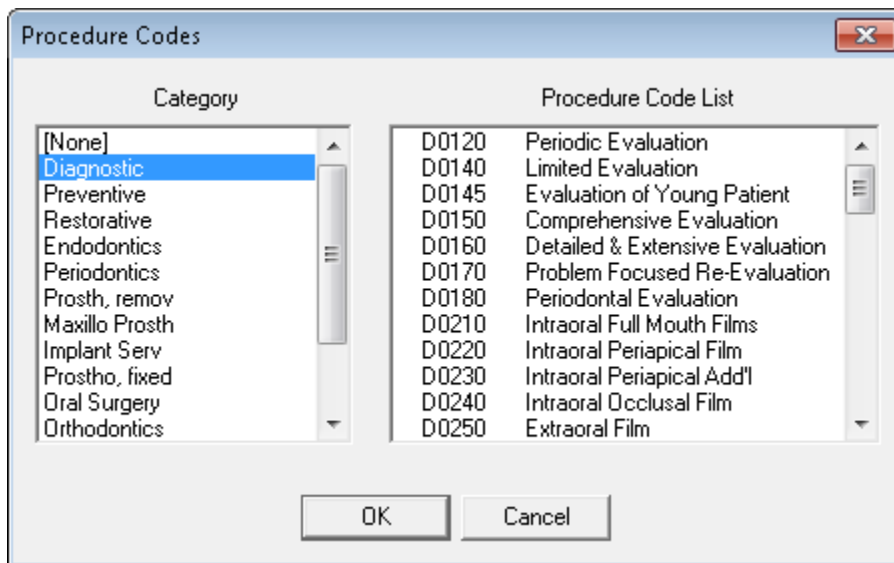 Procedure Codes
Category
[None]
Diagnostic
Preventive
Restorative
Endodontics
Periodontics
Prosth, remov
Maxillo Prosth
Implant Serv
Prostho, fixed
Oral Surgery
Orthodontics
Procedure Code List
D0120 Periodic Evaluation
D0140 Limited Evaluation
D0145 Evaluation of Young Patient
D0150 Comprehensive Evaluation
D0160 Detailed & Extensive Evaluation
D0170 Problem Focused Re-Evaluation
D0180 Periodontal Evaluation
D0210 Intraoral Full Mouth Films
D0220 Intraoral Periapical Film
D0230 Intraoral Periapical Add'l
D0240 Intraoral Occlusal Film
D0250 Extraoral Film
OK
Cancel